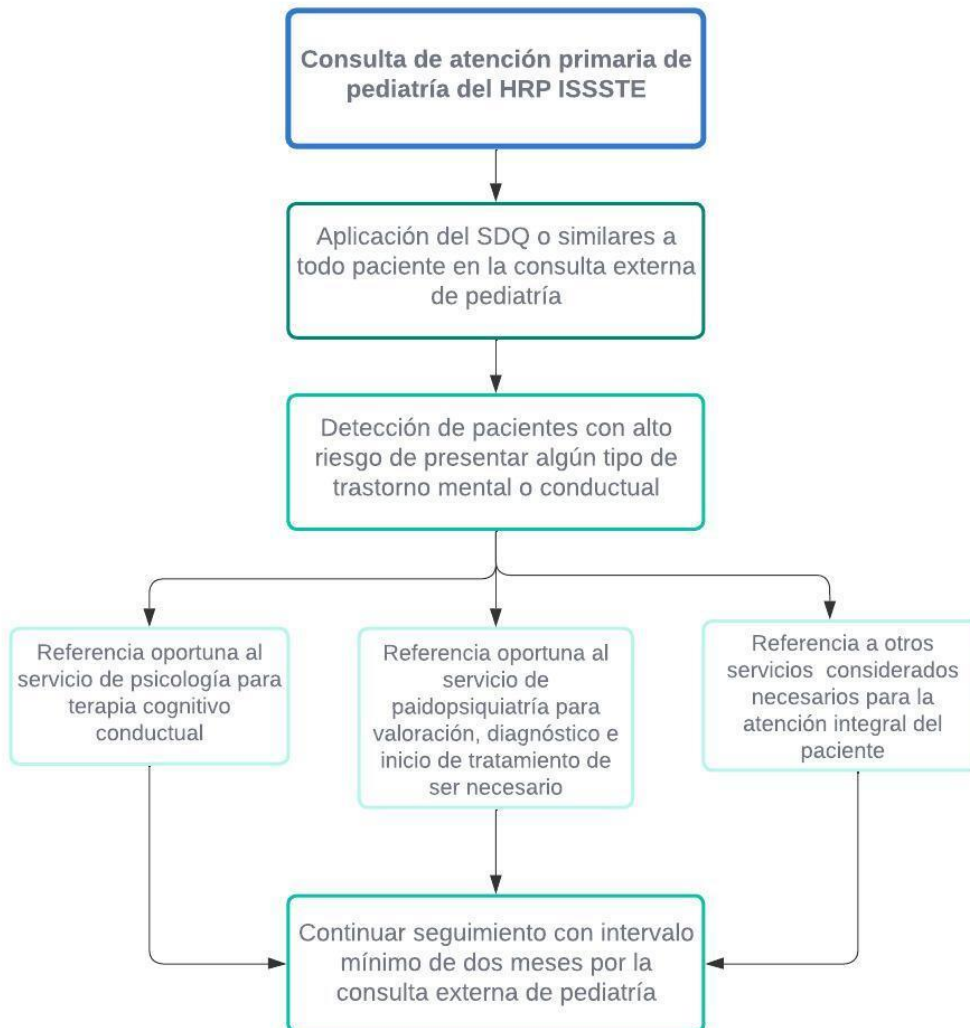 Consulta de atención primaria de
pediatría del HRP ISSSTE
Aplicación del SDQ o similares a
todo paciente en la consulta externa
de pediatría
Detección de pacientes con alto
riesgo de presentar algún tipo de
trastorno mental o conductual
Referencia oportuna al
servicio de psicología para
terapia cognitivo
conductual
Referencia oportuna al
servicio de
paidopsiquiatría para
valoración, diagnóstico e
inicio de tratamiento de
ser necesario
Referencia a otros
servicios considerados
necesarios para la
atención integral del
paciente
Continuar seguimiento con intervalo
mínimo de dos meses por la
consulta externa de pediatría